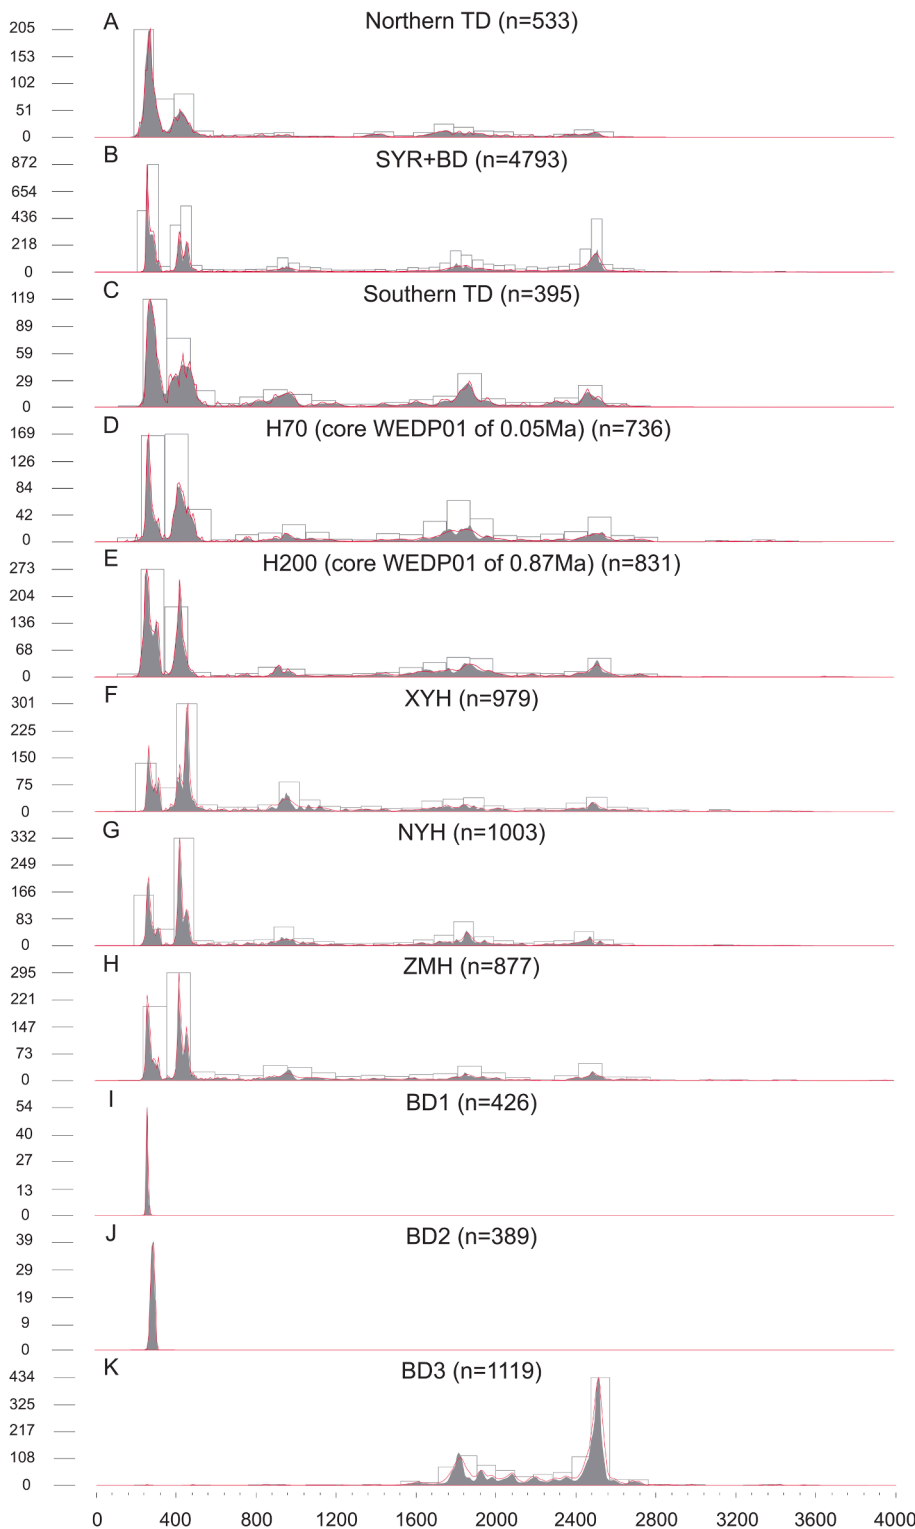 A
Northern TD (n=533)
205
153
102
51
0
B
SYR+BD (n=4793)
872
654
436
218
0
C
Southern TD (n=395)
119
89
59
29
0
D
H70 (core WEDP01 of 0.05Ma) (n=736)
169
126
84
42
0
E
H200 (core WEDP01 of 0.87Ma) (n=831)
273
204
136
68
0
F
XYH (n=979)
301
225
150
75
0
G
NYH (n=1003)
332
249
166
83
0
H
ZMH (n=877)
295
221
147
73
0
I
BD1 (n=426)
54
40
27
13
0
J
BD2 (n=389)
39
29
19
9
0
K
BD3 (n=1119)
434
325
217
108
0
0 400 800 1200 1600 2000 2400 2800 3200 3600 4000